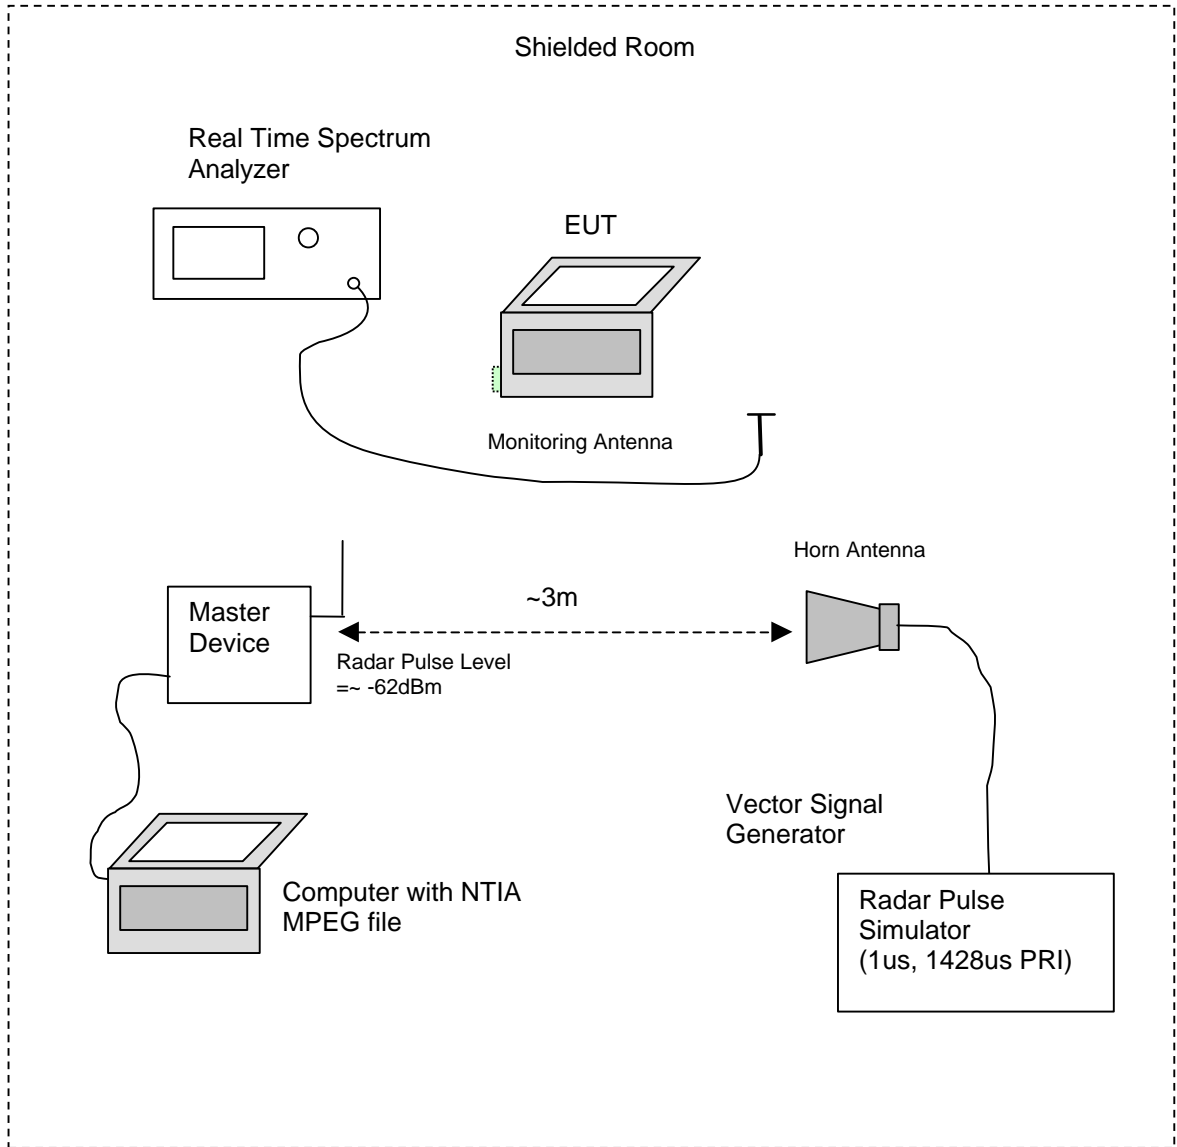 Shielded Room
Real Time Spectrum
Analyzer
EUT
Monitoring Antenna
Horn Antenna
~3m
Master
Device
Radar Pulse Level
=~ -62dBm
Vector Signal
Generator
Computer with NTIA
MPEG file
Radar Pulse
Simulator
(1us, 1428us PRI)